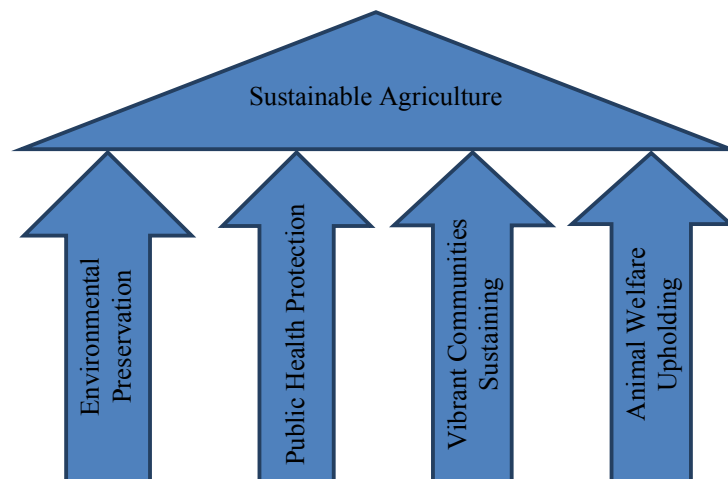 Sustainable Agriculture
Environmental
Preservation
Public Health Protection
Vibrant Communities
Sustaining
Animal Welfare
Upholding